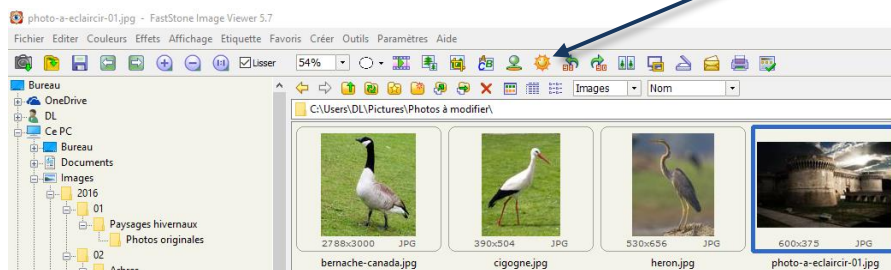 photo-a-eclaircir-01.jpg - FastStone Image Viewer 5.7
Fichier Editer Couleurs Effets Affichage Etiquette Favoris Créer Outils Paramètres Aide
Lisser 54%
Bureau
Images Nom
OneDrive
C:\Users\DL\Pictures\Photos à modifier\
DL
Ce PC
Bureau
Documents
Images
2016
01
Paysages hivernaux
Photos originales
02
Arbres
2788x3000 JPG
390x504 JPG
530x656 JPG
600x375 JPG
bernache-canada.jpg
cigogne.jpg
heron.jpg
photo-a-eclaircir-01.jpg